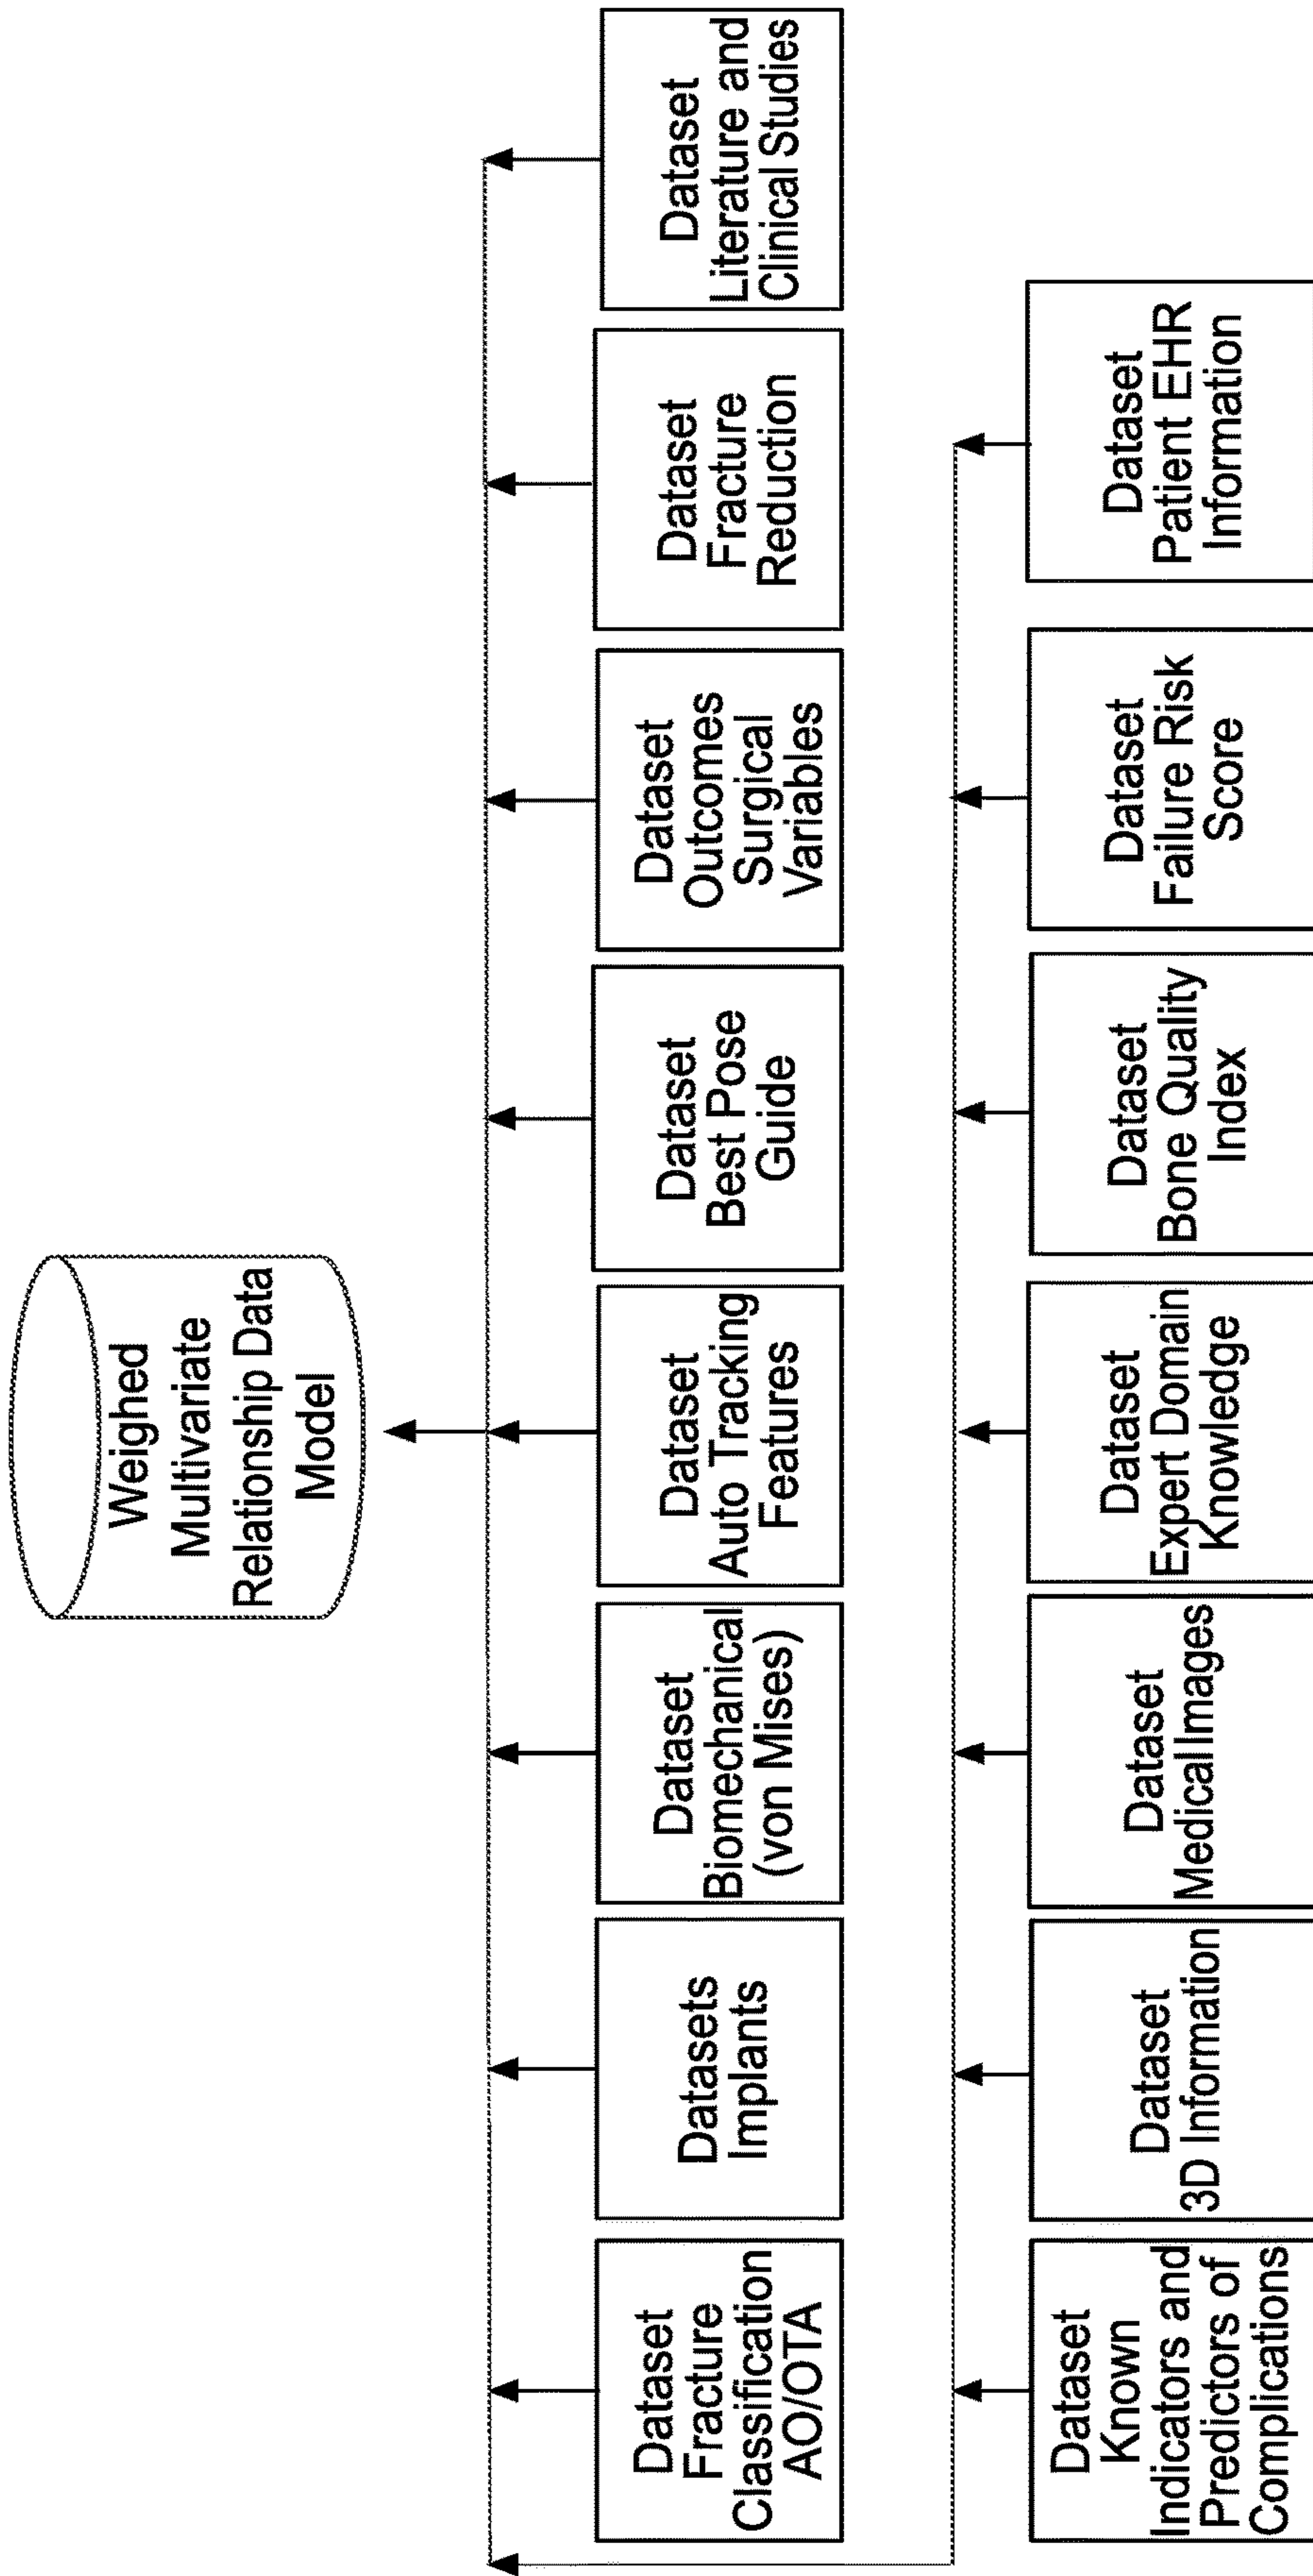 Weighed
Multivariate
Relationship Data
Model
Dataset
Fracture
Classification
AO/OTA
Datasets
Implants
Dataset
Biomechanical
(von Mises)
Dataset
Auto Tracking
Features
Dataset
Best Pose
Guide
Dataset
Outcomes
Surgical
Variables
Dataset
Fracture
Reduction
Dataset
Literature and
Clinical Studies
Dataset
Known
Indicators and
Predictors of
Complications
Dataset
3D Information
Dataset
Medical Images
Dataset
Expert Domain
Knowledge
Dataset
Bone Quality
Index
Dataset
Failure Risk
Score
Dataset
Patient EHR
Information